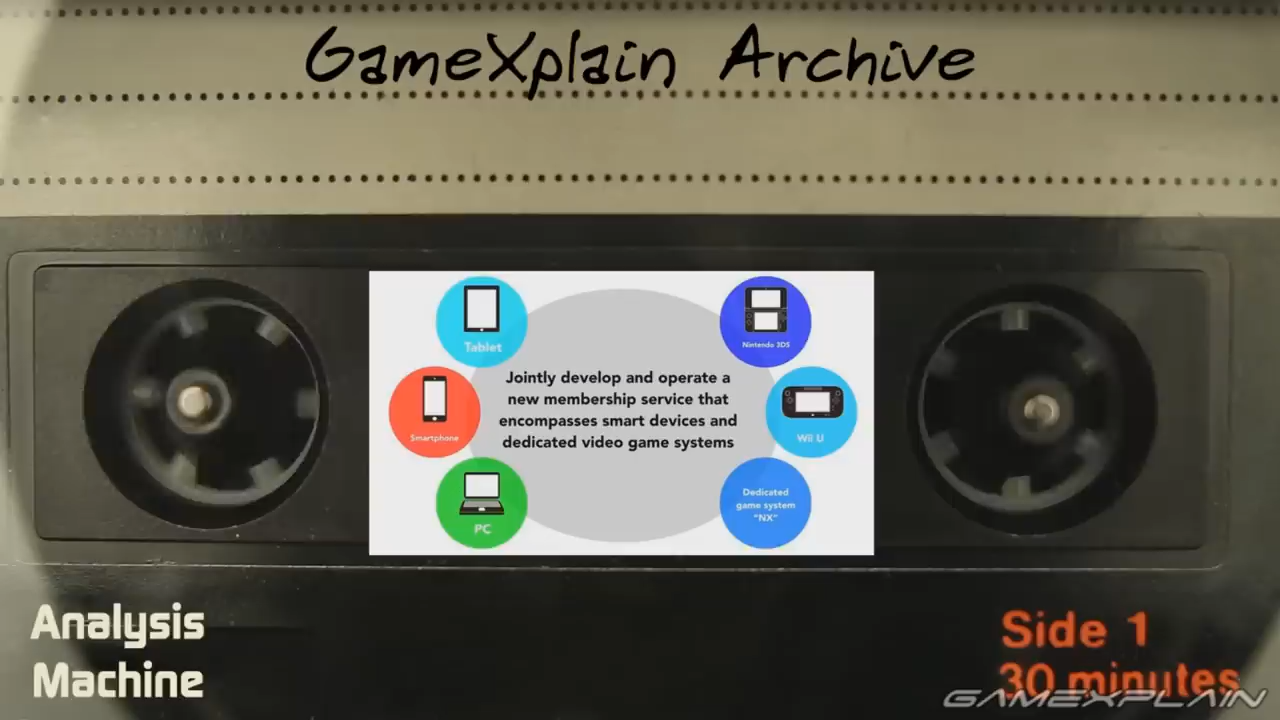 GameXplain Archive
Tablet
Nintendo 3DS
Jointly develop and operate a
new membership service that
encompasses smart devices and
dedicated video game systems
Smartphone
Wii U
PC
Dedicated
game system
"NX"
Analysis
Machine
Side 1
30 minutes
GAMEXPLAIN